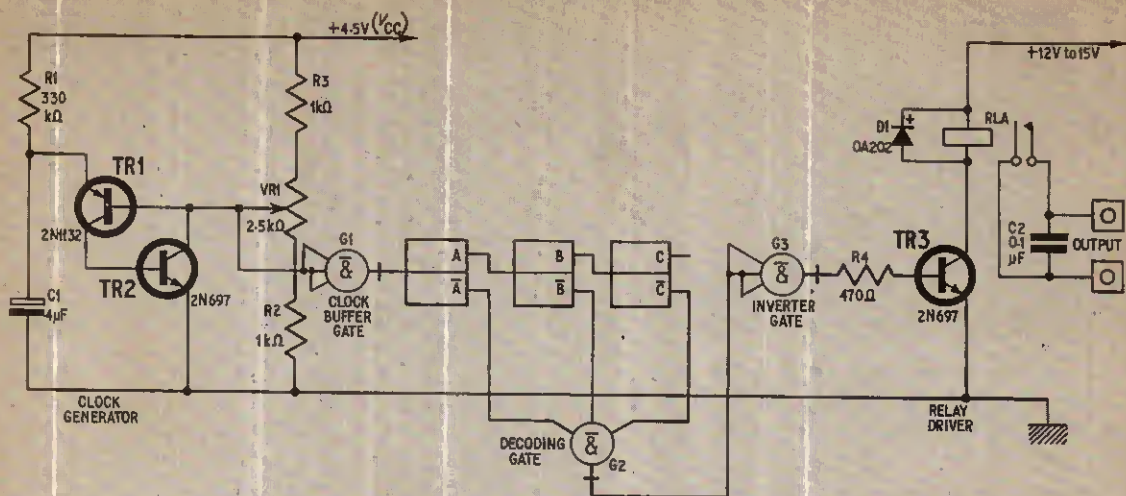 +4.5V (VCC)
+12V to 15V
R1
330
kΩ
R3
1kΩ
D1
+
OA202
RLA
TR1
2N1132
VR1
2.5kΩ
G1
&
CLOCK
BUFFER
GATE
A
A̅
B
B̅
C
C̅
G3
&
INVERTER
GATE
R4
470Ω
TR3
2N697
C2
0·1
μF
OUTPUT
TR2
2N697
C1
4μF
R2
1kΩ
CLOCK
GENERATOR
DECODING
GATE
&
G2
RELAY
DRIVER